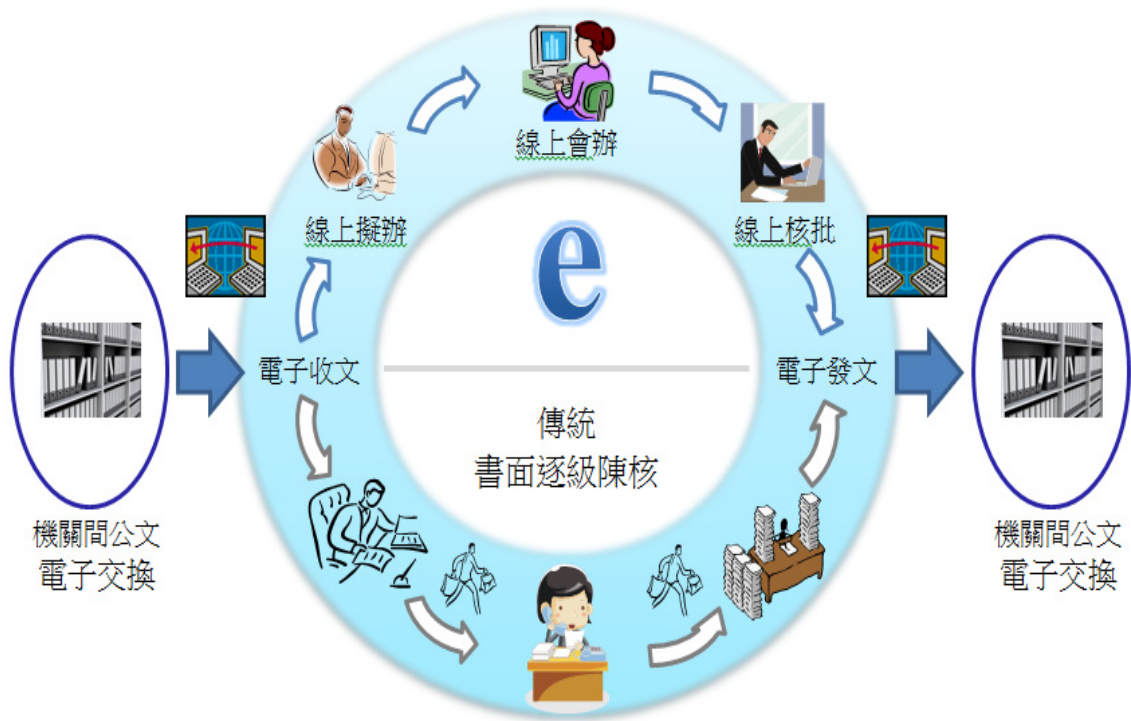 線上會辦
線上擬辦
線上核批
e
電子收文
電子發文
傳統
書面逐級陳核
機關間公文
電子交換
機關間公文
電子交換